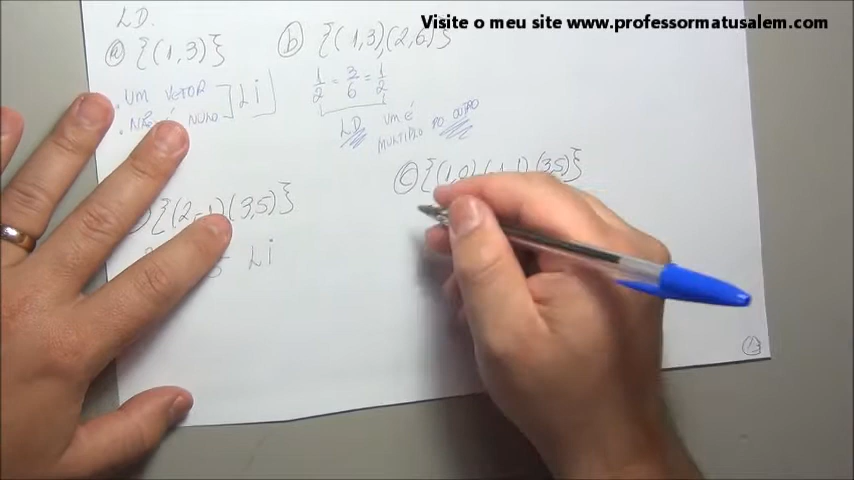 Visite o meu site www.professormatusalem.com
LD.
ⓐ {(1,3)}
ⓑ {(1,3),(2,6)}
• UM VETOR
• NÃO É NULO ] Li
1/2 = 3/6 = 1/2
LD UM É
MULTIPLO DO OUTRO
{(2,-1)(3,5)}
Li
ⓒ {(1,0) (-1,1) (3,5)}